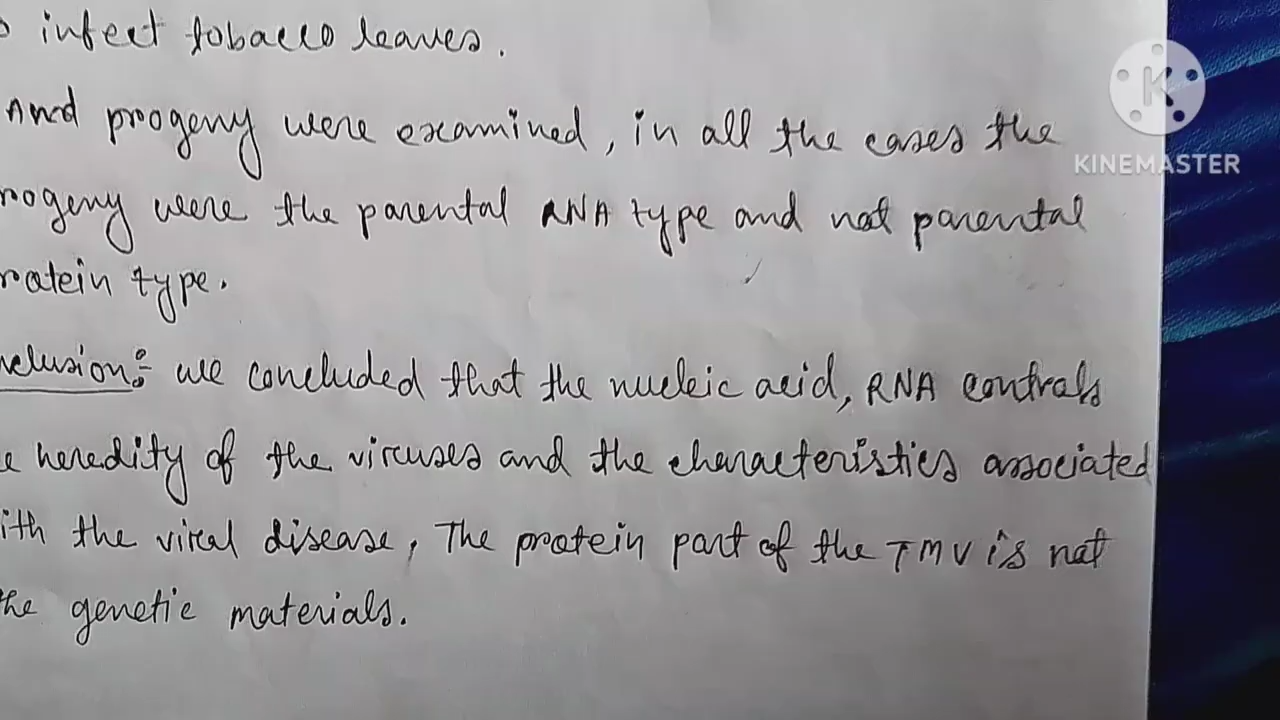 infect tobacco leaves.
And progeny were examined, in all the cases the
rogeny were the parental RNA type and not parental
rotein type.
nclusion:- we concluded that the nucleic acid, RNA controls
e heredity of the viruses and the characteristics associated
ith the viral disease, The protein part of the TMV is not
the genetic materials.
KINEMASTER